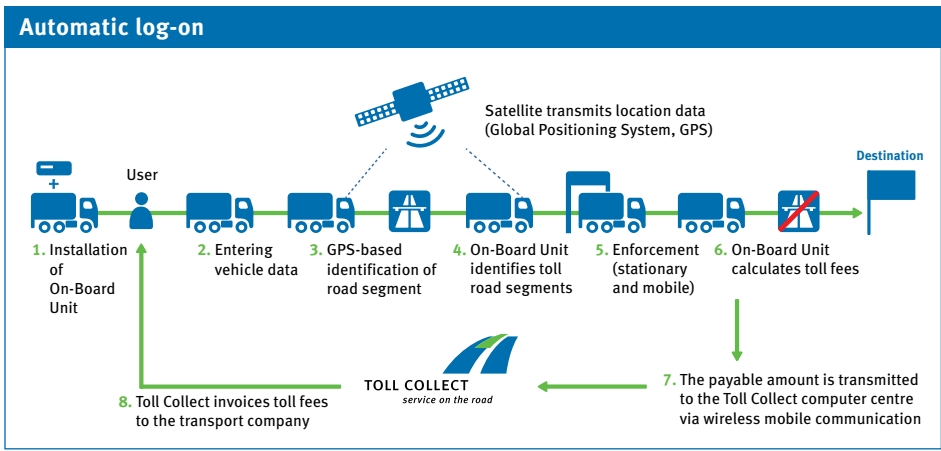 Automatic log-on
Satellite transmits location data
(Global Positioning System, GPS)
Destination
+
User
1. Installation
of
On-Board
Unit
2. Entering
vehicle data
3. GPS-based
identification of
road segment
4. On-Board Unit
identifies toll
road segments
5. Enforcement
(stationary
and mobile)
6. On-Board Unit
calculates toll fees
7. The payable amount is transmitted
to the Toll Collect computer centre
via wireless mobile communication
TOLL COLLECT
service on the road
8. Toll Collect invoices toll fees
to the transport company